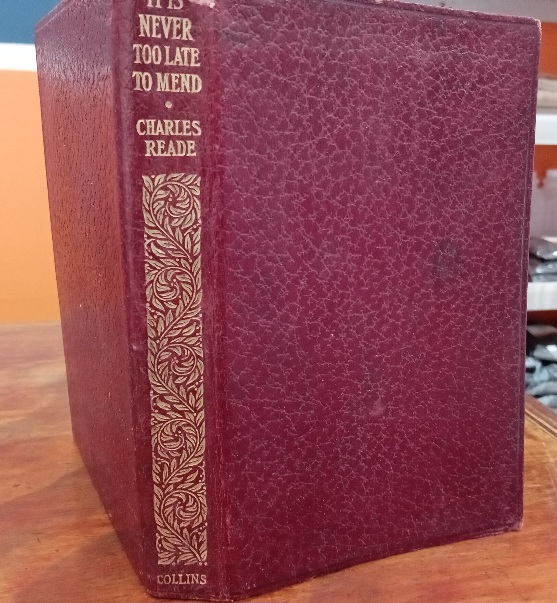 IT IS
NEVER
TOO LATE
TO MEND
CHARLES
READE
COLLINS